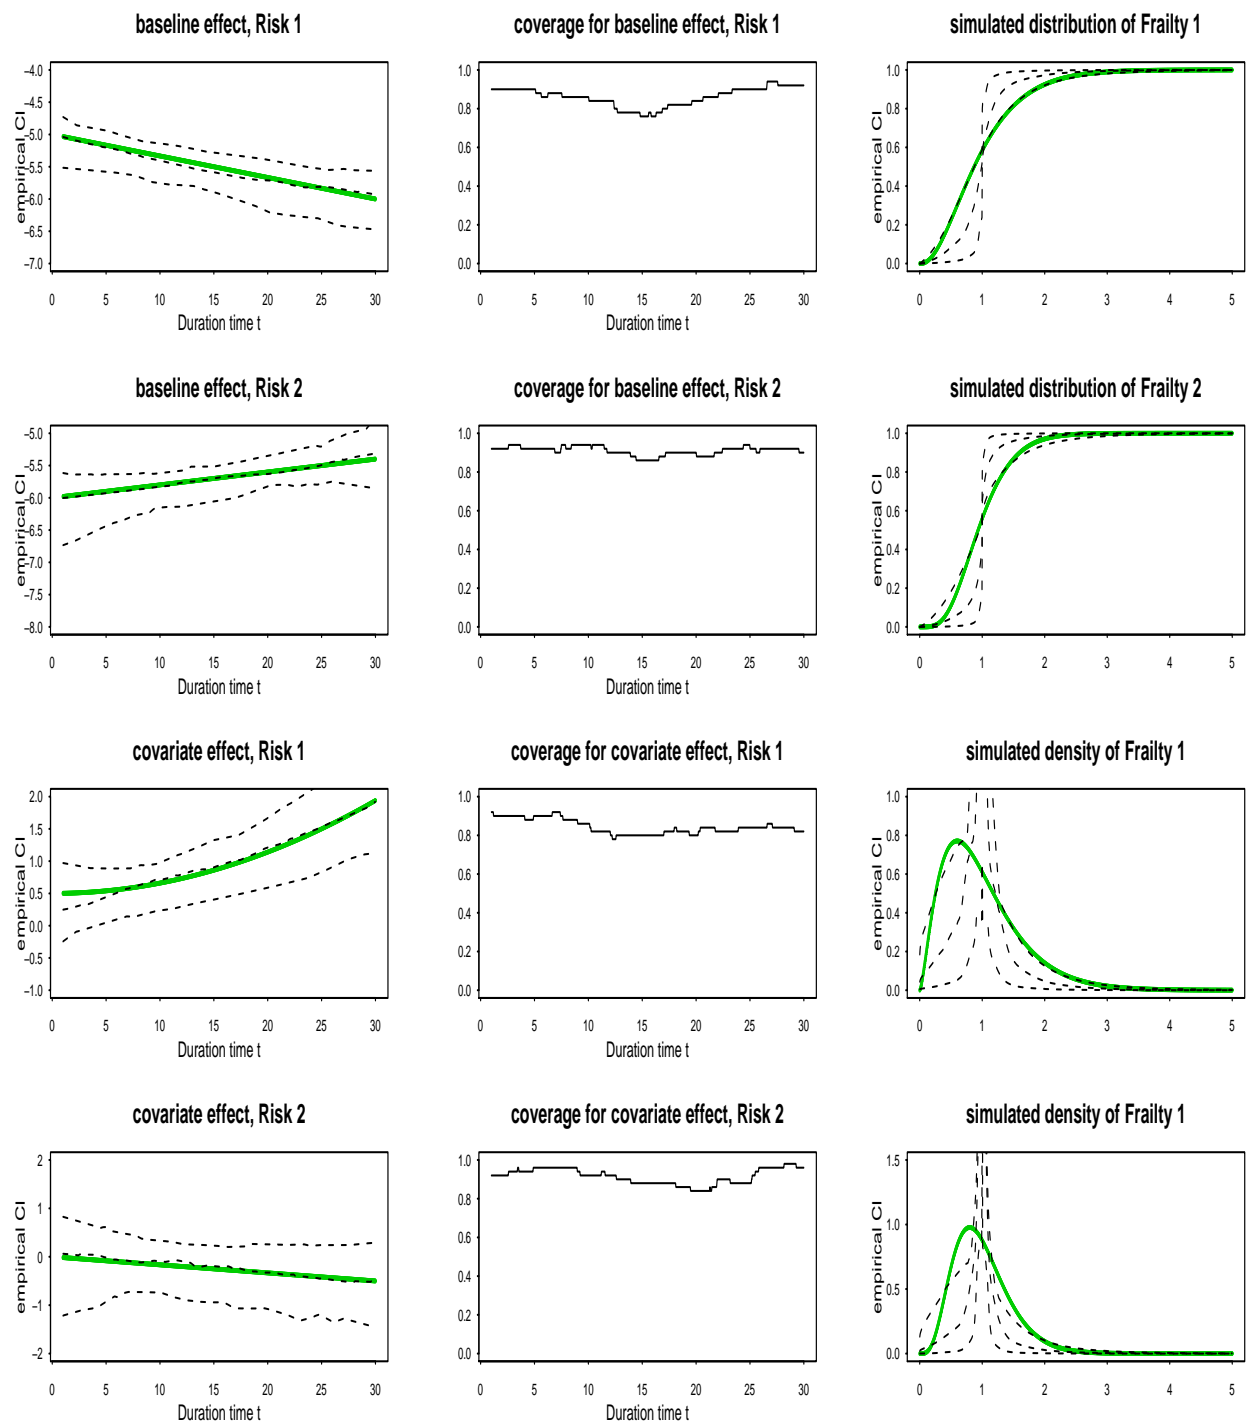 baseline effect, Risk 1
coverage for baseline effect, Risk 1
simulated distribution of Frailty 1
empirical CI
−4.0
−4.5
−5.0
−5.5
−6.0
−6.5
−7.0
0 5 10 15 20 25 30
Duration time t
1.0
0.8
0.6
0.4
0.2
0.0
0 5 10 15 20 25 30
Duration time t
empirical CI
1.0
0.8
0.6
0.4
0.2
0.0
0 1 2 3 4 5
baseline effect, Risk 2
coverage for baseline effect, Risk 2
simulated distribution of Frailty 2
empirical CI
−5.0
−5.5
−6.0
−6.5
−7.0
−7.5
−8.0
0 5 10 15 20 25 30
Duration time t
1.0
0.8
0.6
0.4
0.2
0.0
0 5 10 15 20 25 30
Duration time t
empirical CI
1.0
0.8
0.6
0.4
0.2
0.0
0 1 2 3 4 5
covariate effect, Risk 1
coverage for covariate effect, Risk 1
simulated density of Frailty 1
empirical CI
2.0
1.5
1.0
0.5
0.0
−0.5
−1.0
0 5 10 15 20 25 30
Duration time t
1.0
0.8
0.6
0.4
0.2
0.0
0 5 10 15 20 25 30
Duration time t
empirical CI
1.0
0.8
0.6
0.4
0.2
0.0
0 1 2 3 4 5
covariate effect, Risk 2
coverage for covariate effect, Risk 2
simulated density of Frailty 1
empirical CI
2
1
0
−1
−2
0 5 10 15 20 25 30
Duration time t
1.0
0.8
0.6
0.4
0.2
0.0
0 5 10 15 20 25 30
Duration time t
empirical CI
1.5
1.0
0.5
0.0
0 1 2 3 4 5